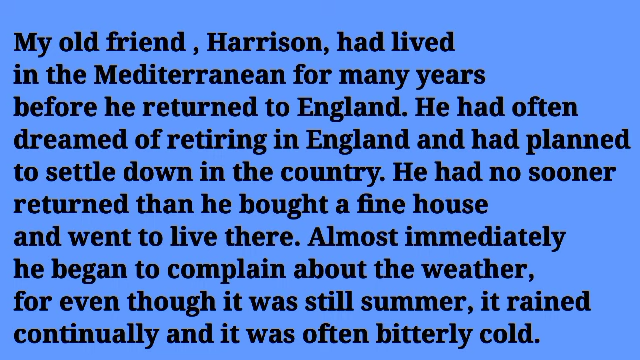 My old friend , Harrison, had lived
in the Mediterranean for many years
before he returned to England. He had often
dreamed of retiring in England and had planned
to settle down in the country. He had no sooner
returned than he bought a fine house
and went to live there. Almost immediately
he began to complain about the weather,
for even though it was still summer, it rained
continually and it was often bitterly cold.